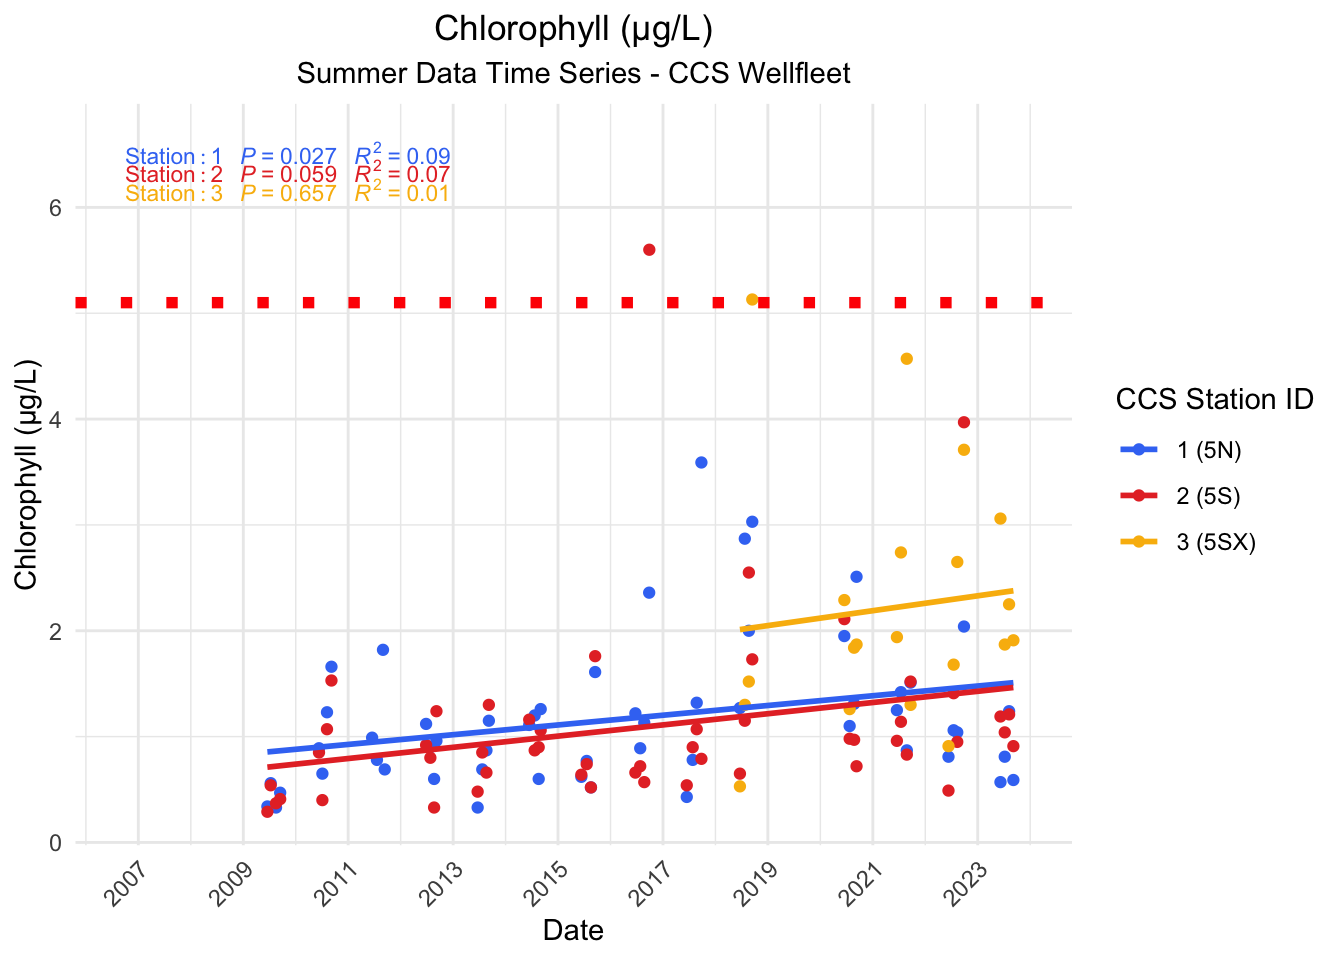 Chlorophyll (µg/L)
Summer Data Time Series - CCS Wellfleet
Station : 1 P = 0.027 R² = 0.09
Station : 2 P = 0.059 R² = 0.07
Station : 3 P = 0.657 R² = 0.01
6
4
2
0
Chlorophyll (µg/L)
2007
2009
2011
2013
2015
2017
2019
2021
2023
Date
CCS Station ID
1 (5N)
2 (5S)
3 (5SX)